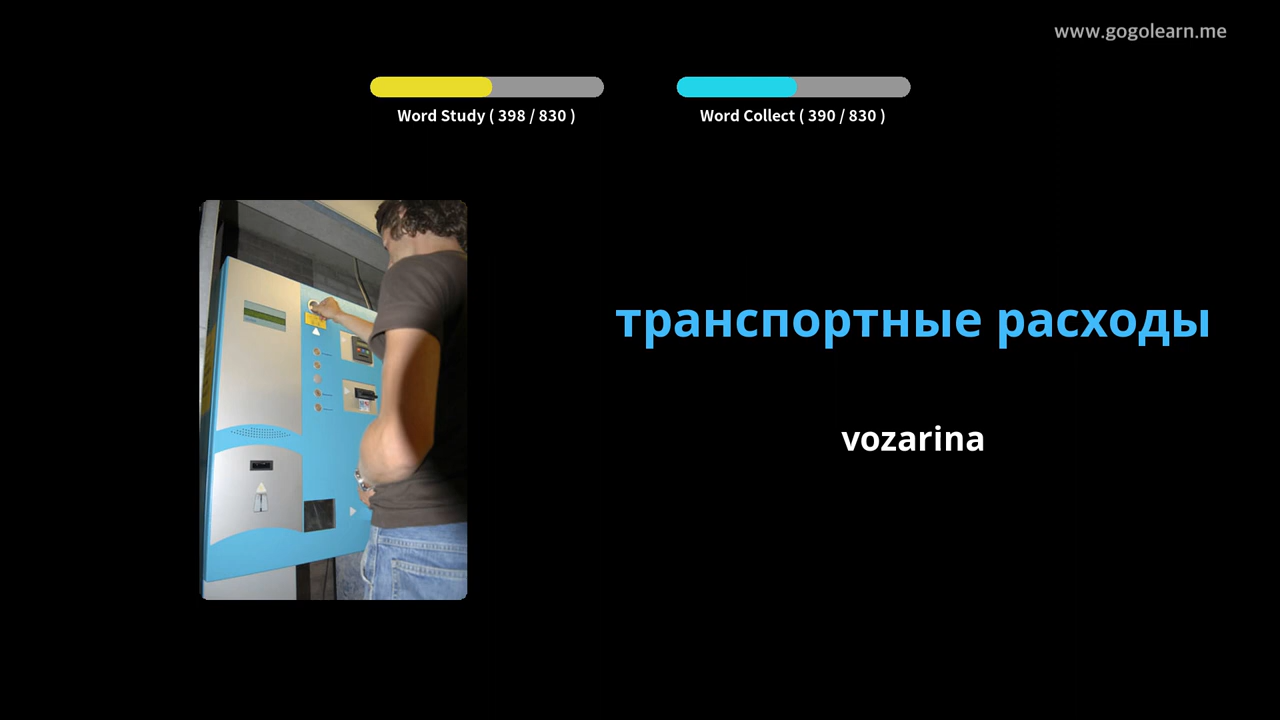 www.gogolearn.me
Word Study ( 398 / 830 )
Word Collect ( 390 / 830 )
транспортные расходы
vozarina